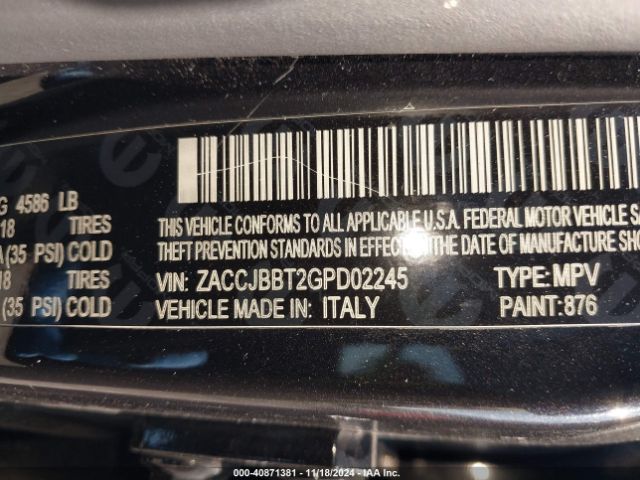 G 4586 LB
18 TIRES
(35 PSI) COLD
18 TIRES
(35 PSI) COLD
THIS VEHICLE CONFORMS TO ALL APPLICABLE U.S.A. FEDERAL MOTOR VEHICLE S
THEFT PREVENTION STANDARDS IN EFFECT ON THE DATE OF MANUFACTURE SHO
VIN: ZACCJBBT2GPD02245 TYPE: MPV
VEHICLE MADE IN: ITALY PAINT:876
000-40871381 - 11/18/2024 - IAA Inc.